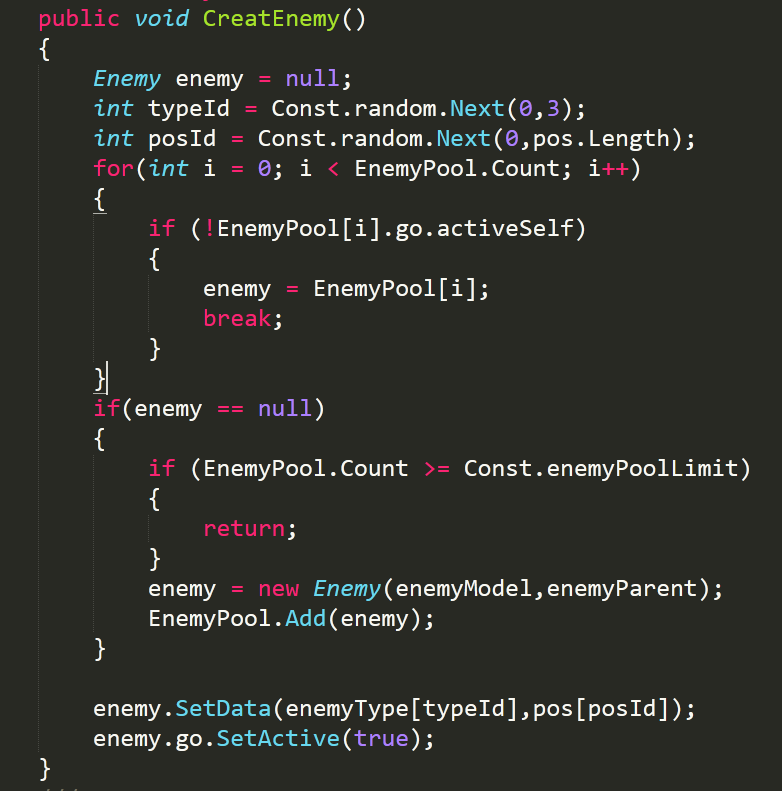 public void CreatEnemy()
{
    Enemy enemy = null;
    int typeId = Const.random.Next(0,3);
    int posId = Const.random.Next(0,pos.Length);
    for(int i = 0; i < EnemyPool.Count; i++)
    {
        if (!EnemyPool[i].go.activeSelf)
        {
            enemy = EnemyPool[i];
            break;
        }
    }
    if(enemy == null)
    {
        if (EnemyPool.Count >= Const.enemyPoolLimit)
        {
            return;
        }
        enemy = new Enemy(enemyModel,enemyParent);
        EnemyPool.Add(enemy);
    }

    enemy.SetData(enemyType[typeId],pos[posId]);
    enemy.go.SetActive(true);
}